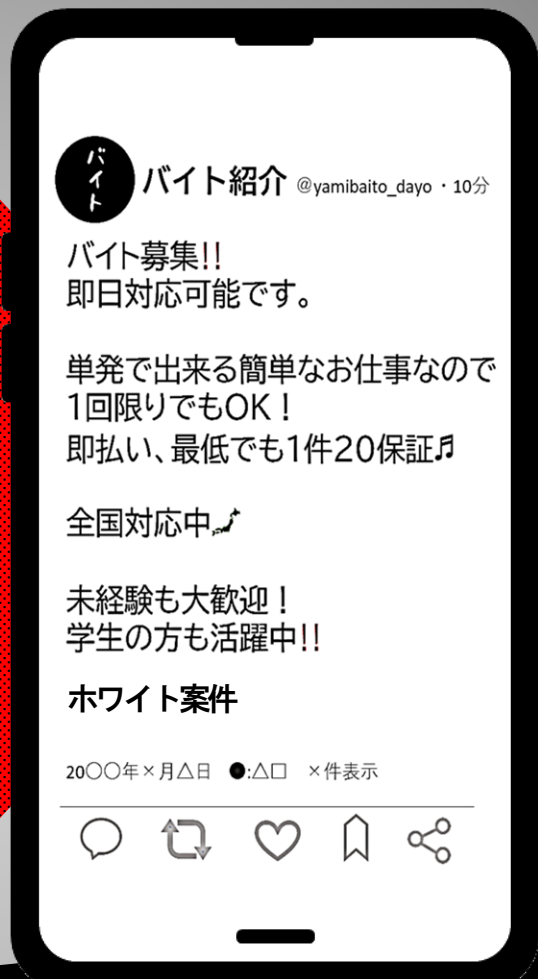 バイト
バイト紹介 @yamibaito_dayo・10分
バイト募集!!
即日対応可能です。
単発で出来る簡単なお仕事なので
1回限りでもOK！
即払い、最低でも1件20保証♬
全国対応中🗾
未経験も大歓迎！
学生の方も活躍中!!
ホワイト案件
20〇〇年×月△日 ●:△□ ×件表示